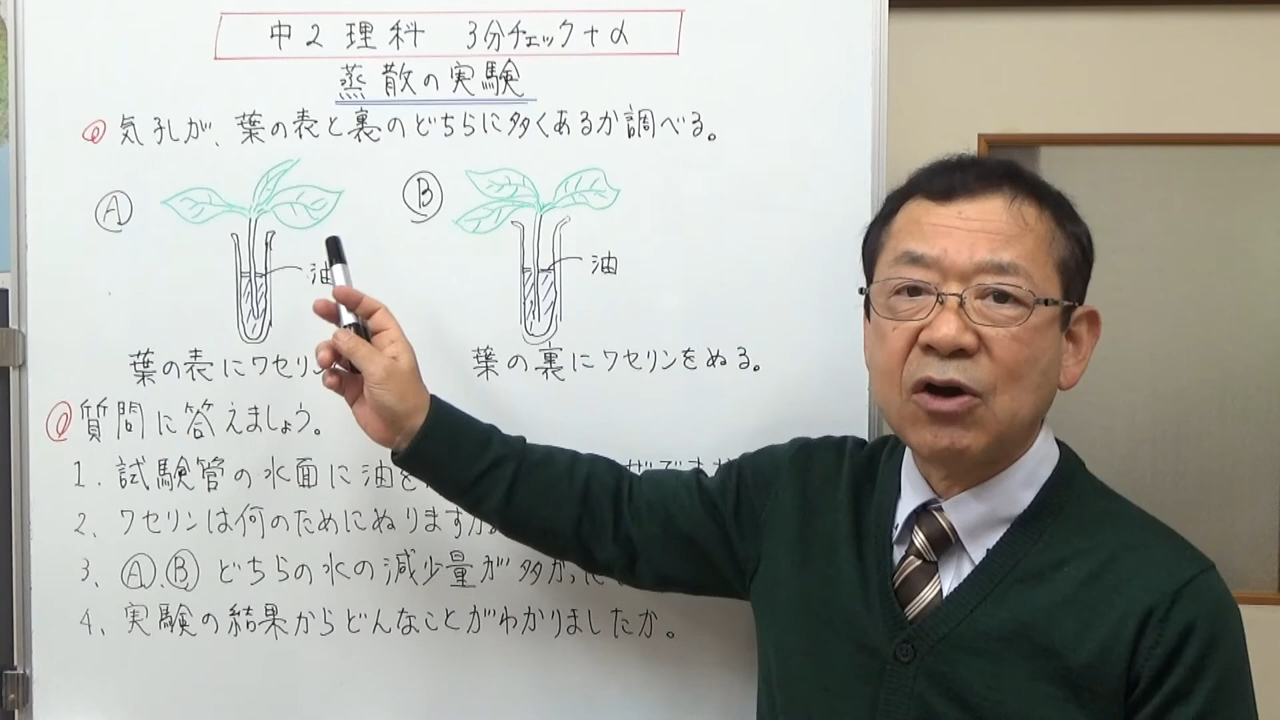 中2 理科 3分チェック+α
蒸散の実験
気孔が、葉の表と裏のどちらに多くあるか調べる。
Ⓐ
Ⓑ
油
油
葉の表にワセリン
葉の裏にワセリンをぬる。
質問に答えましょう。
1. 試験管の水面に油を
2、ワセリンは何のためにぬりますか
3、Ⓐ、Ⓑ どちらの水の減少量が多かった
4、実験の結果からどんなことがわかりましたか。